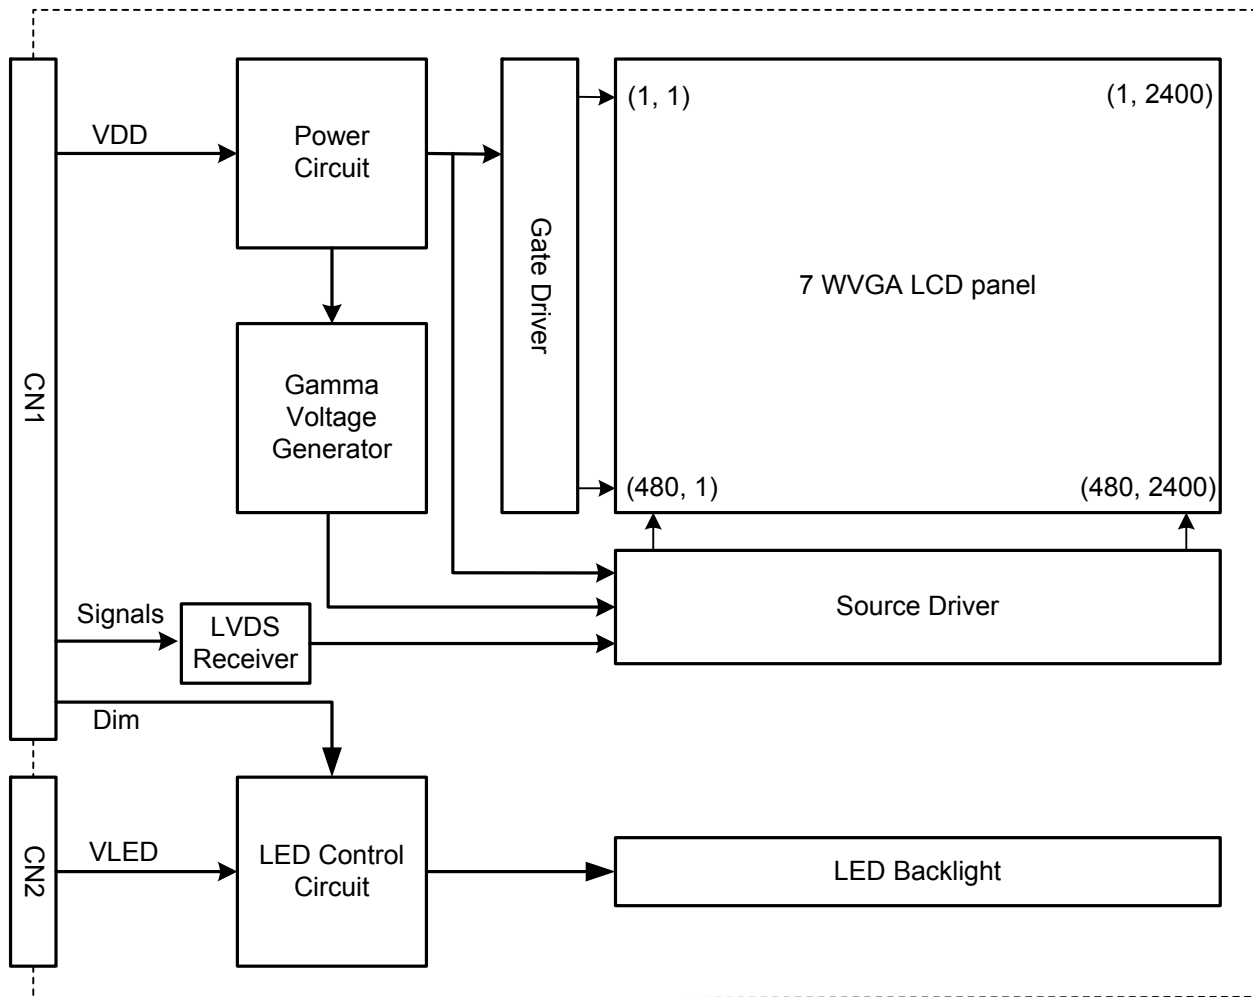 CN1
VDD
Power
Circuit
Gate Driver
(1, 1)
(1, 2400)
7 WVGA LCD panel
(480, 1)
(480, 2400)
Gamma
Voltage
Generator
Signals
LVDS
Receiver
Source Driver
Dim
CN2
VLED
LED Control
Circuit
LED Backlight